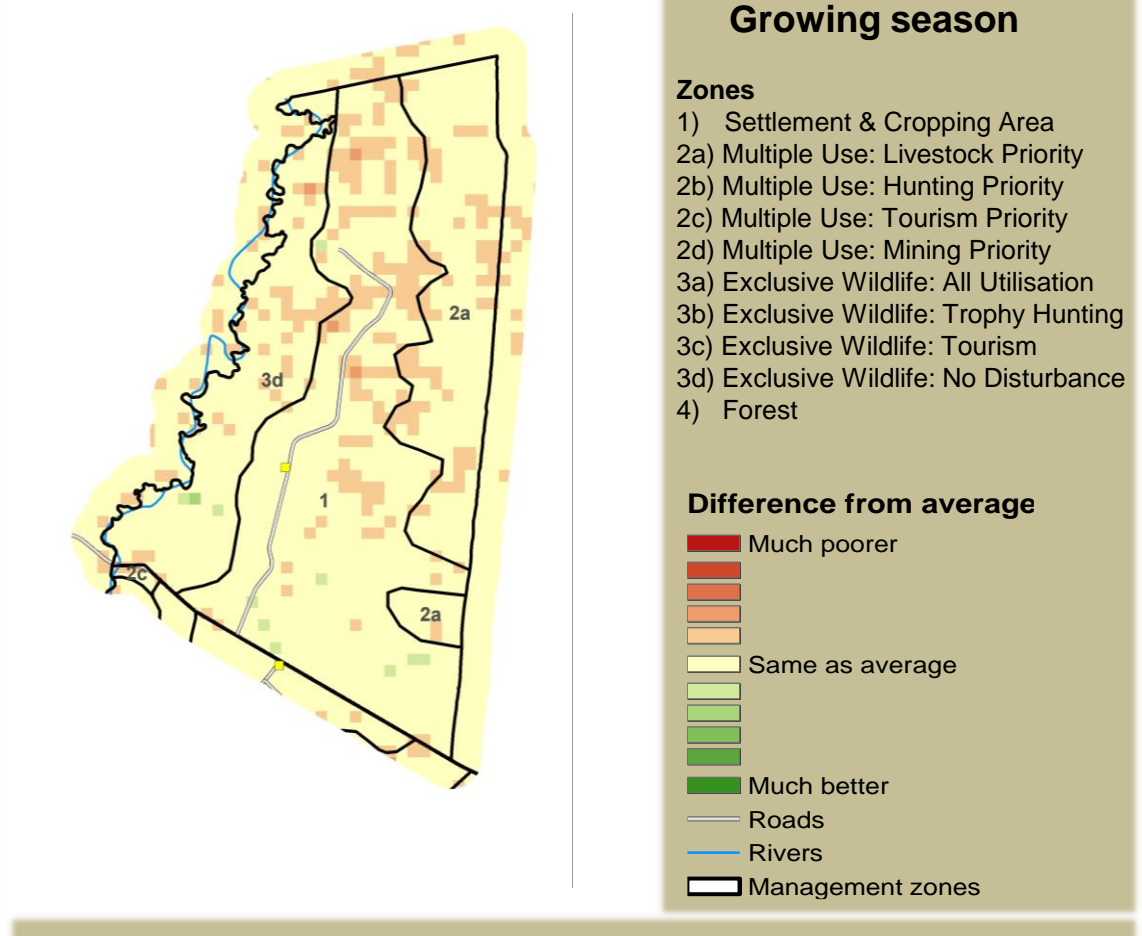 Growing season
Zones
1) Settlement & Cropping Area
2a) Multiple Use: Livestock Priority
2b) Multiple Use: Hunting Priority
2c) Multiple Use: Tourism Priority
2d) Multiple Use: Mining Priority
3a) Exclusive Wildlife: All Utilisation
3b) Exclusive Wildlife: Trophy Hunting
3c) Exclusive Wildlife: Tourism
3d) Exclusive Wildlife: No Disturbance
4) Forest
Difference from average
Much poorer
Same as average
Much better
Roads
Rivers
Management zones
2a
3d
1
2c
2a